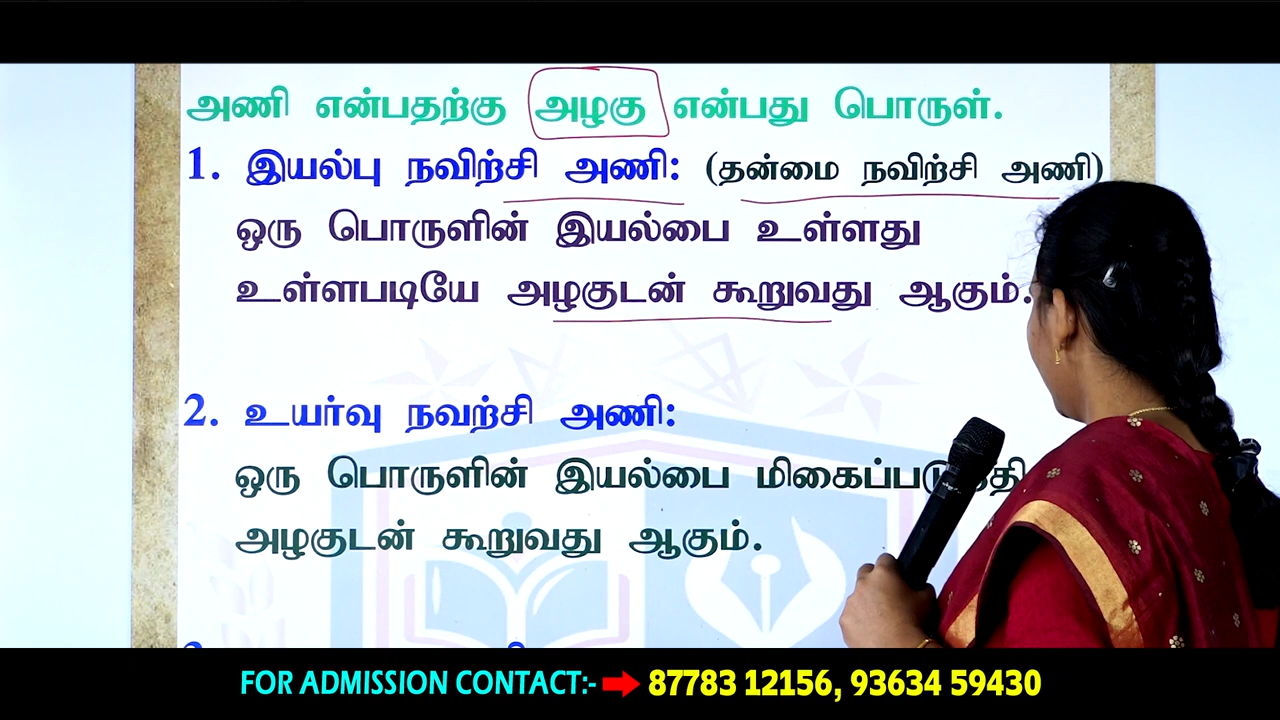 அணி என்பதற்கு அழகு என்பது பொருள்.
1. இயல்பு நவிற்சி அணி: (தன்மை நவிற்சி அணி)
ஒரு பொருளின் இயல்பை உள்ளது
உள்ளபடியே அழகுடன் கூறுவது ஆகும்.
2. உயர்வு நவற்சி அணி:
ஒரு பொருளின் இயல்பை
அழகுடன் கூறுவது ஆகும்.
FOR ADMISSION CONTACT:- 87783 12156, 93634 59430